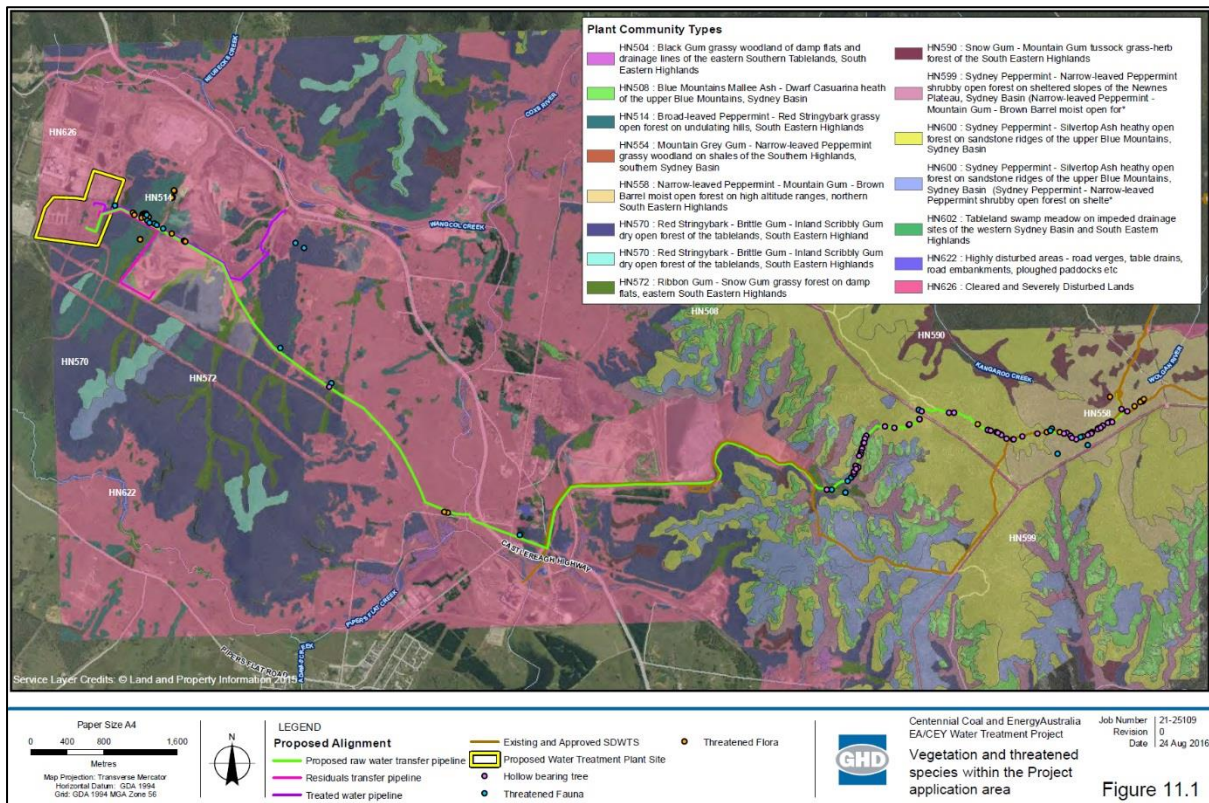 Plant Community Types
HN504 : Black Gum grassy woodland of damp flats and
drainage lines of the eastern Southern Tablelands, South
Eastern Highlands
HN508 : Blue Mountains Mallee Ash - Dwarf Casuarina heath
of the upper Blue Mountains, Sydney Basin
HN514 : Broad-leaved Peppermint - Red Stringybark grassy
open forest on undulating hills, South Eastern Highlands
HN554 : Mountain Grey Gum - Narrow-leaved Peppermint
grassy woodland on shales of the Southern Highlands,
southern Sydney Basin
HN558 : Narrow-leaved Peppermint - Mountain Gum - Brown
Barrel moist open forest on high altitude ranges, northern
South Eastern Highlands
HN570 : Red Stringybark - Brittle Gum - Inland Scribbly Gum
dry open forest of the tablelands, South Eastern Highland
HN570 : Red Stringybark - Brittle Gum - Inland Scribbly Gum
dry open forest of the tablelands, South Eastern Highlands
HN572 : Ribbon Gum - Snow Gum grassy forest on damp
flats, eastern South Eastern Highlands
HN590 : Snow Gum - Mountain Gum tussock grass-herb
forest of the South Eastern Highlands
HN599 : Sydney Peppermint - Narrow-leaved Peppermint
shrubby open forest on sheltered slopes of the Newnes
Plateau, Sydney Basin (Narrow-leaved Peppermint -
Mountain Gum - Brown Barrel moist open for*
HN600 : Sydney Peppermint - Silvertop Ash heathy open
forest on sandstone ridges of the upper Blue Mountains,
Sydney Basin
HN600 : Sydney Peppermint - Silvertop Ash heathy open
forest on sandstone ridges of the upper Blue Mountains,
Sydney Basin (Sydney Peppermint - Narrow-leaved
Peppermint shrubby open forest on shelte*
HN602 : Tableland swamp meadow on impeded drainage
sites of the western Sydney Basin and South Eastern
Highlands
HN622 : Highly disturbed areas - road verges, table drains,
road embankments, ploughed paddocks etc
HN626 : Cleared and Severely Disturbed Lands
NEUBECKS CREEK
COXS RIVER
HN626
HN514
WANGCOL CREEK
HN508
HN590
KANGAROO CREEK
WOLGAN RIVER
HN570
HN572
HN558
HN622
CASTLEREAGH HIGHWAY
HN599
PIPERS FLAT CREEK
PIPERS FLAT ROAD
CREEK
Service Layer Credits: © Land and Property Information 2015
Paper Size A4
0 400 800 1,600
Metres
Map Projection: Transverse Mercator
Horizontal Datum: GDA 1994
Grid: GDA 1994 MGA Zone 56
N
LEGEND
Proposed Alignment
Proposed raw water transfer pipeline
Residuals transfer pipeline
Treated water pipeline
Existing and Approved SDWTS
Proposed Water Treatment Plant Site
Hollow bearing tree
Threatened Fauna
Threatened Flora
GHD
Centennial Coal and EnergyAustralia
EA/CEY Water Treatment Project
Vegetation and threatened
species within the Project
application area
Job Number 21-25109
Revision 0
Date 24 Aug 2016
Figure 11.1